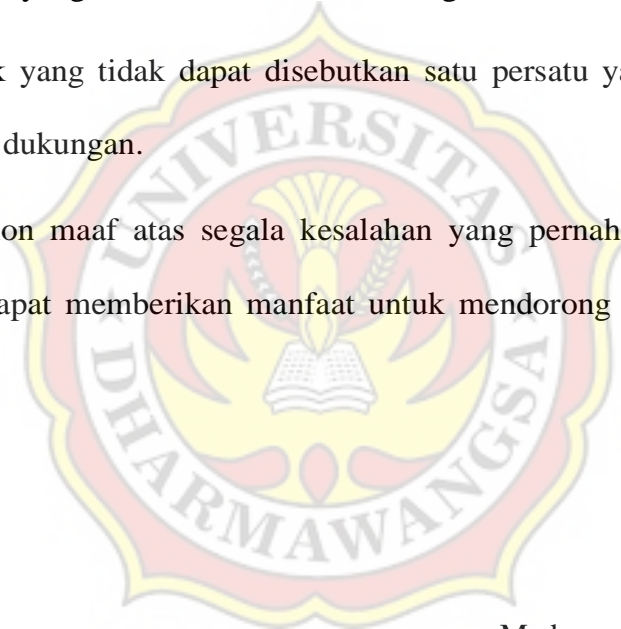 k yang tidak dapat disebutkan satu persatu ya
dukungan.
on maaf atas segala kesalahan yang pernah
apat memberikan manfaat untuk mendorong
UNIVERSITAS
DHARMAWANGSA